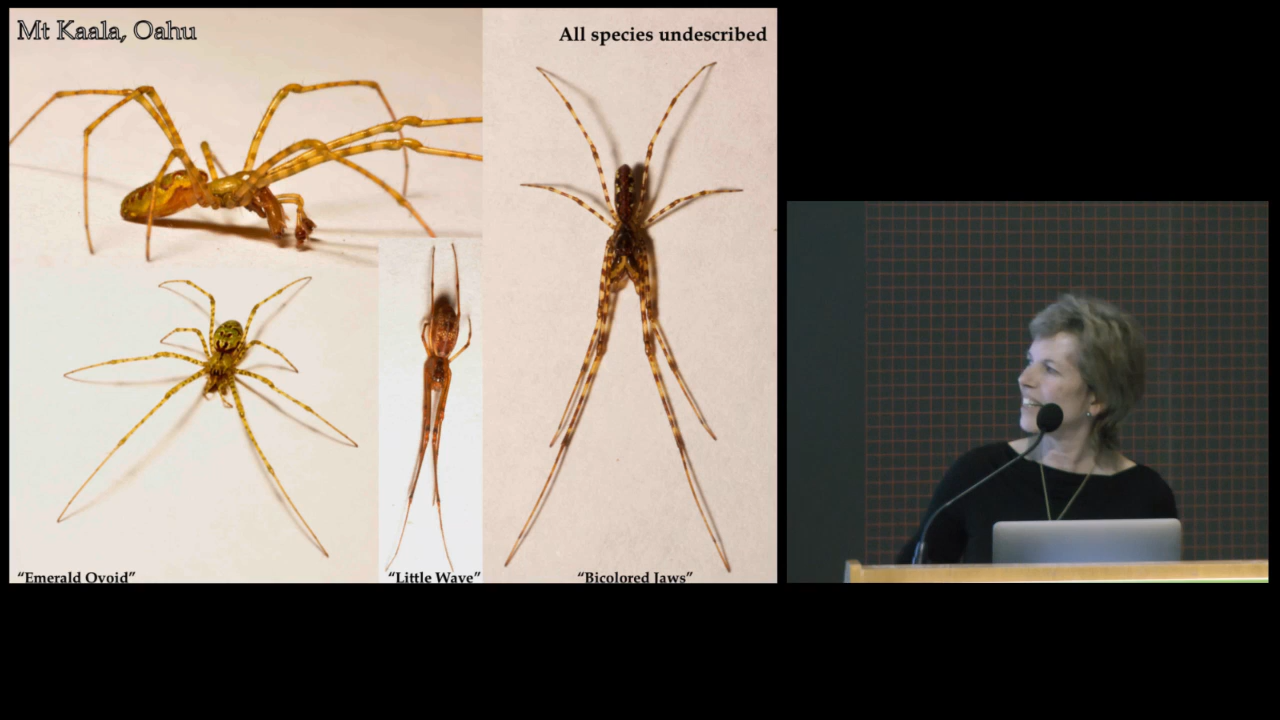 Mt Kaala, Oahu
All species undescribed
"Emerald Ovoid"
"Little Wave"
"Bicolored Jaws"